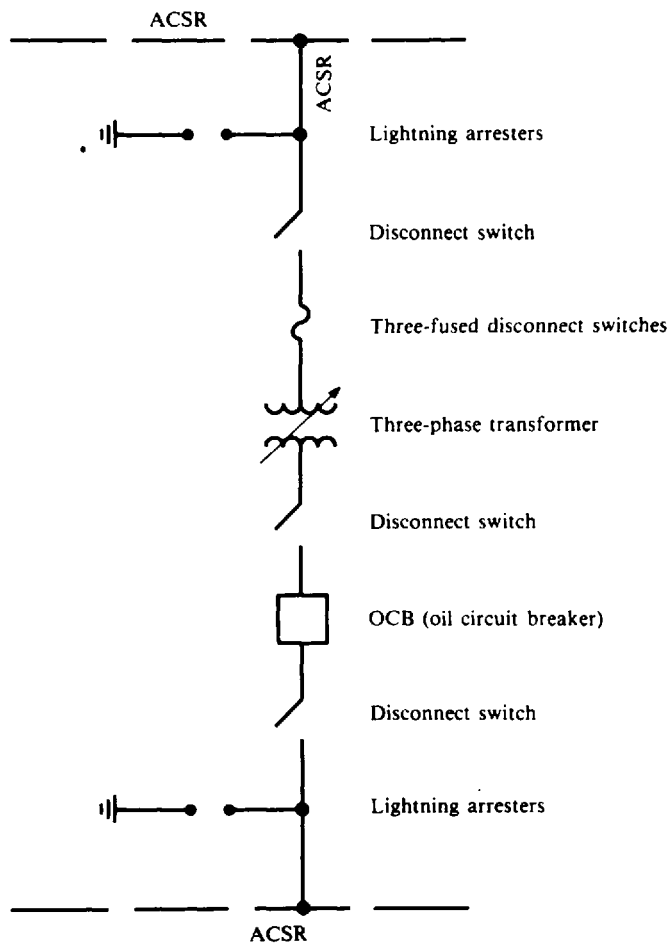 ACSR
ACSR
Lightning arresters
Disconnect switch
Three-fused disconnect switches
Three-phase transformer
Disconnect switch
OCB (oil circuit breaker)
Disconnect switch
Lightning arresters
ACSR